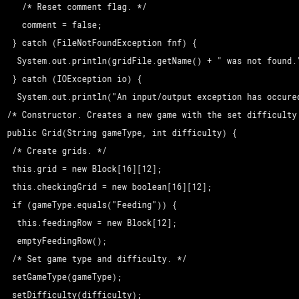 /* Reset comment flag. */
comment = false;
} catch (FileNotFoundException fnf) {
System.out.println(gridFile.getName() + " was not found."
} catch (IOException io) {
System.out.println("An input/output exception has occured
/* Constructor. Creates a new game with the set difficulty
public Grid(String gameType, int difficulty) {
/* Create grids. */
this.grid = new Block[16][12];
this.checkingGrid = new boolean[16][12];
if (gameType.equals("Feeding")) {
this.feedingRow = new Block[12];
emptyFeedingRow();
/* Set game type and difficulty. */
setGameType(gameType);
setDifficulty(difficulty);